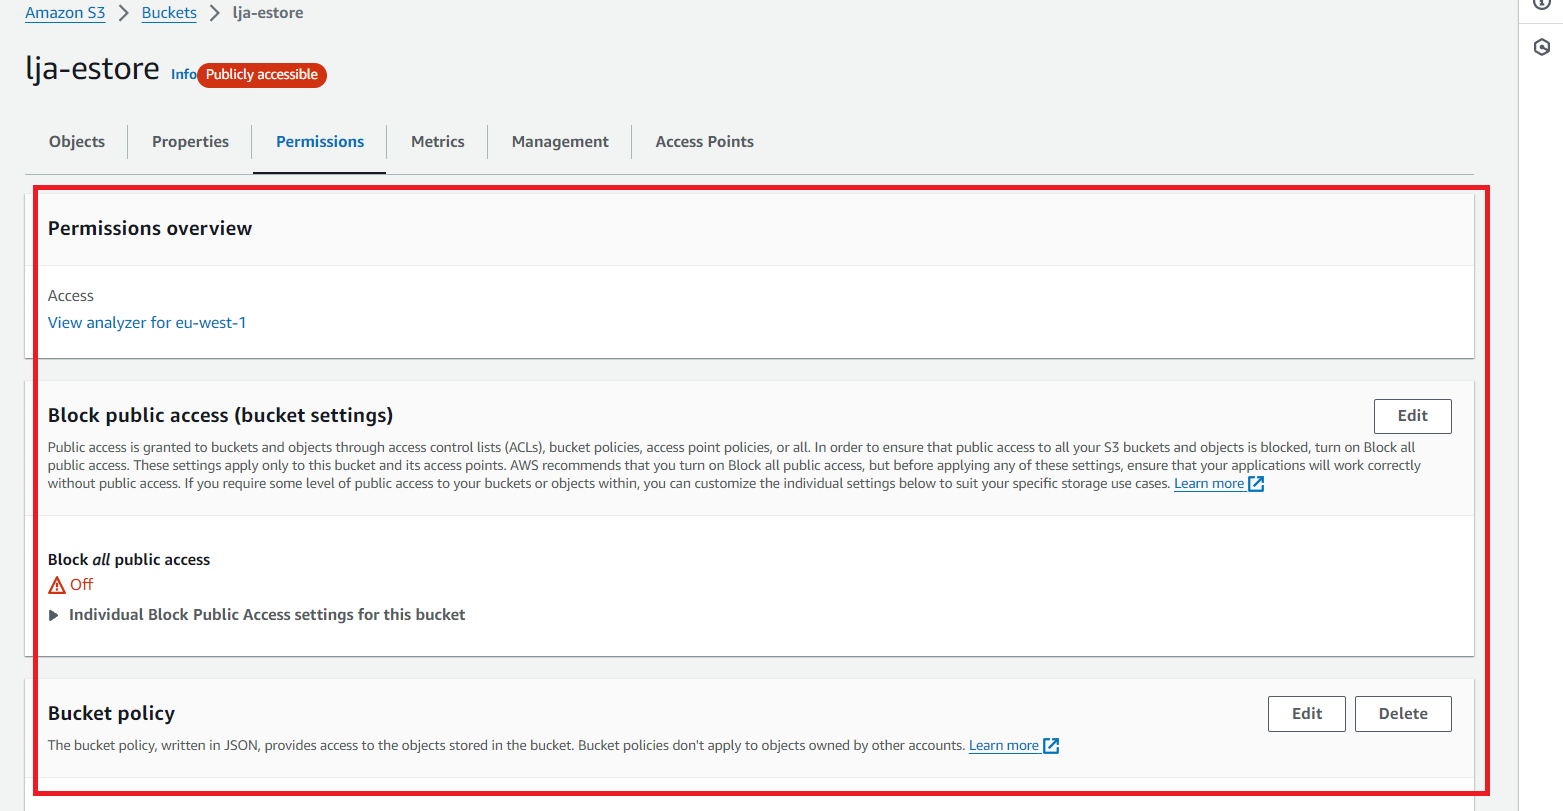 Amazon S3 > Buckets > lja-estore
lja-estore Info Publicly accessible
Objects Properties Permissions Metrics Management Access Points
Permissions overview
Access
View analyzer for eu-west-1
Block public access (bucket settings) Edit
Public access is granted to buckets and objects through access control lists (ACLs), bucket policies, access point policies, or all. In order to ensure that public access to all your S3 buckets and objects is blocked, turn on Block all
public access. These settings apply only to this bucket and its access points. AWS recommends that you turn on Block all public access, but before applying any of these settings, ensure that your applications will work correctly
without public access. If you require some level of public access to your buckets or objects within, you can customize the individual settings below to suit your specific storage use cases. Learn more
Block all public access
Off
Individual Block Public Access settings for this bucket
Bucket policy Edit Delete
The bucket policy, written in JSON, provides access to the objects stored in the bucket. Bucket policies don't apply to objects owned by other accounts. Learn more